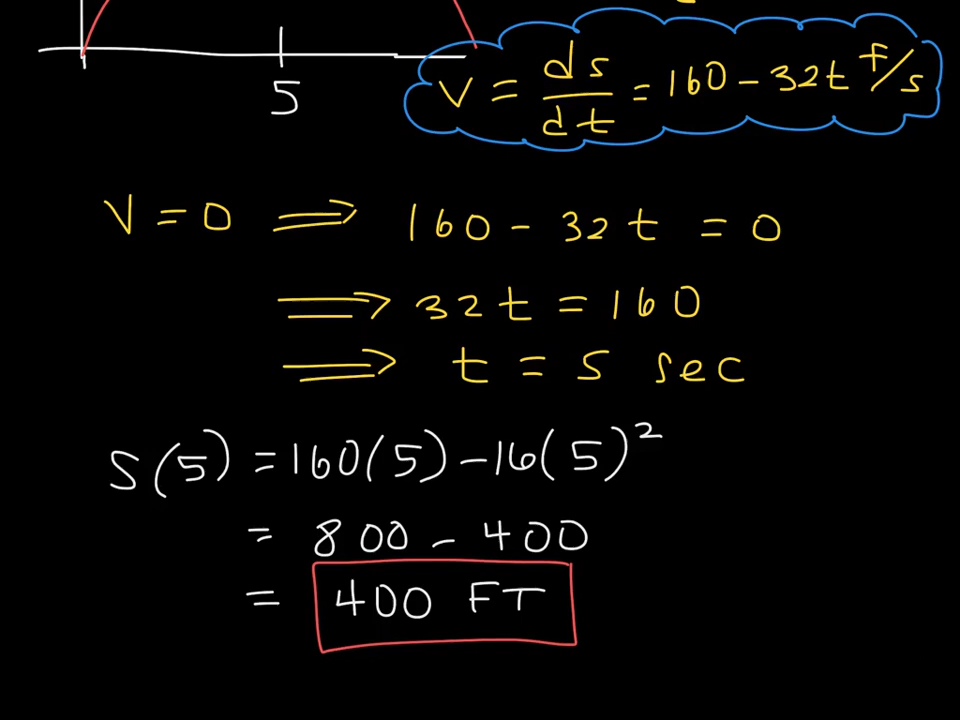 5
V = ds/dt = 160 - 32t f/s
V = 0 ⟹ 160 - 32t = 0
⟹ 32t = 160
⟹ t = 5 sec
S(5) = 160(5) - 16(5)²
= 800 - 400
= 400 FT